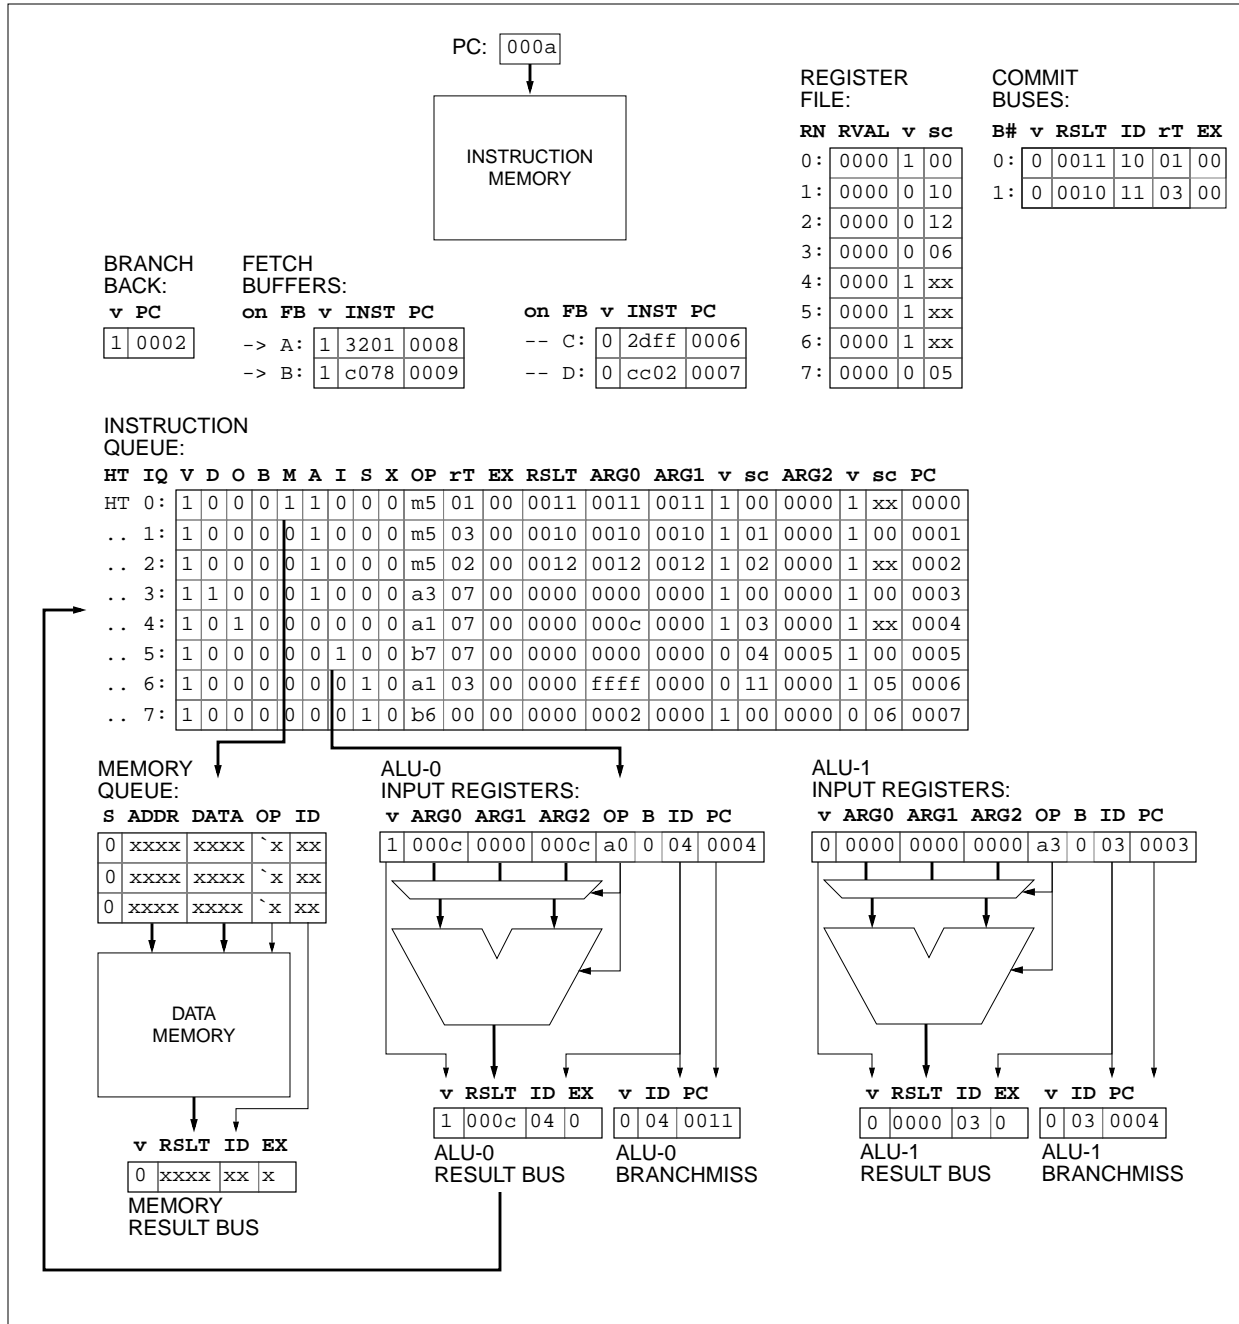 PC: 000a
INSTRUCTION
MEMORY
REGISTER
FILE:
RN RVAL v sc
0: 0000 1 00
1: 0000 0 10
2: 0000 0 12
3: 0000 0 06
4: 0000 1 xx
5: 0000 1 xx
6: 0000 1 xx
7: 0000 0 05
COMMIT
BUSES:
B# v RSLT ID rT EX
0: 0 0011 10 01 00
1: 0 0010 11 03 00
BRANCH
BACK:
v PC
1 0002
FETCH
BUFFERS:
on FB v INST PC
-> A: 1 3201 0008
-> B: 1 c078 0009
on FB v INST PC
-- C: 0 2dff 0006
-- D: 0 cc02 0007
INSTRUCTION
QUEUE:
HT IQ V D O B M A I S X OP rT EX RSLT ARG0 ARG1 v sc ARG2 v sc PC
HT 0: 1 0 0 0 1 1 0 0 0 m5 01 00 0011 0011 0011 1 00 0000 1 xx 0000
.. 1: 1 0 0 0 0 1 0 0 0 m5 03 00 0010 0010 0010 1 01 0000 1 00 0001
.. 2: 1 0 0 0 0 1 0 0 0 m5 02 00 0012 0012 0012 1 02 0000 1 xx 0002
.. 3: 1 1 0 0 0 1 0 0 0 a3 07 00 0000 0000 0000 1 00 0000 1 00 0003
.. 4: 1 0 1 0 0 0 0 0 0 a1 07 00 0000 000c 0000 1 03 0000 1 xx 0004
.. 5: 1 0 0 0 0 0 1 0 0 b7 07 00 0000 0000 0000 0 04 0005 1 00 0005
.. 6: 1 0 0 0 0 0 0 1 0 a1 03 00 0000 ffff 0000 0 11 0000 1 05 0006
.. 7: 1 0 0 0 0 0 0 1 0 b6 00 00 0000 0002 0000 1 00 0000 0 06 0007
MEMORY
QUEUE:
S ADDR DATA OP ID
0 xxxx xxxx `x xx
0 xxxx xxxx `x xx
0 xxxx xxxx `x xx
DATA
MEMORY
v RSLT ID EX
0 xxxx xx x
MEMORY
RESULT BUS
ALU-0
INPUT REGISTERS:
v ARG0 ARG1 ARG2 OP B ID PC
1 000c 0000 000c a0 0 04 0004
v RSLT ID EX
1 000c 04 0
ALU-0
RESULT BUS
v ID PC
0 04 0011
ALU-0
BRANCHMISS
ALU-1
INPUT REGISTERS:
v ARG0 ARG1 ARG2 OP B ID PC
0 0000 0000 0000 a3 0 03 0003
v RSLT ID EX
0 0000 03 0
ALU-1
RESULT BUS
v ID PC
0 03 0004
ALU-1
BRANCHMISS